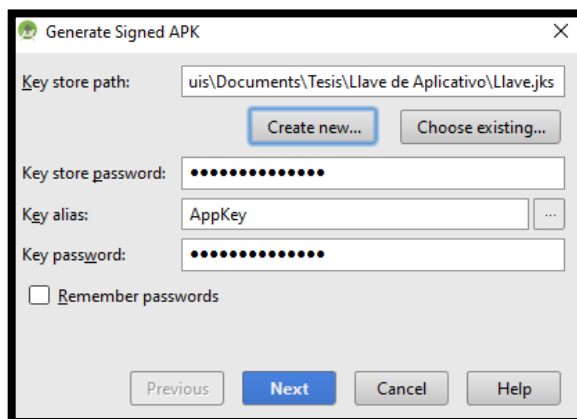 Generate Signed APK
Key store path: uis\Documents\Tesis\Llave de Aplicativo\Llave.jks
Create new... Choose existing...
Key store password: ••••••••••••••
Key alias: AppKey ...
Key password: ••••••••••••••
Remember passwords
Previous Next Cancel Help